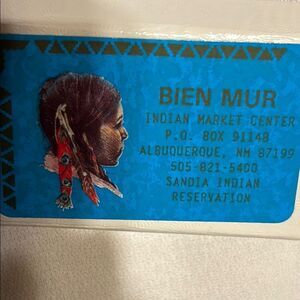 BIEN MUR
INDIAN MARKET CENTER
P.O. BOX 91148
ALBUQUERQUE, NM 87199
505-821-5400
SANDIA INDIAN
RESERVATION